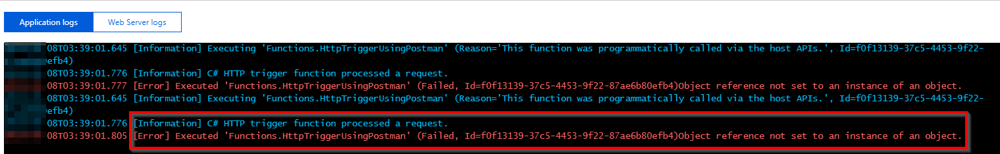 Application logs
Web Server logs
08T03:39:01.645 [Information] Executing 'Functions.HttpTriggerUsingPostman' (Reason='This function was programmatically called via the host APIs.', Id=f0f13139-37c5-4453-9f22-
efb4)
08T03:39:01.776 [Information] C# HTTP trigger function processed a request.
08T03:39:01.777 [Error] Executed 'Functions.HttpTriggerUsingPostman' (Failed, Id=f0f13139-37c5-4453-9f22-87ae6b80efb4)Object reference not set to an instance of an object.
08T03:39:01.645 [Information] Executing 'Functions.HttpTriggerUsingPostman' (Reason='This function was programmatically called via the host APIs.', Id=f0f13139-37c5-4453-9f22-
efb4)
08T03:39:01.776 [Information] C# HTTP trigger function processed a request.
08T03:39:01.805 [Error] Executed 'Functions.HttpTriggerUsingPostman' (Failed, Id=f0f13139-37c5-4453-9f22-87ae6b80efb4)Object reference not set to an instance of an object.